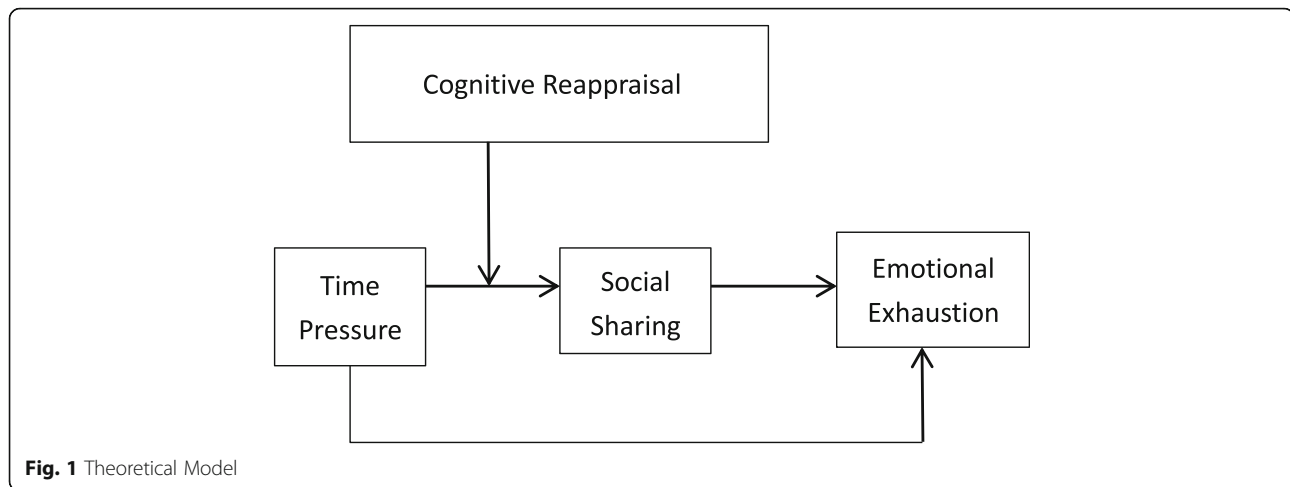 Cognitive Reappraisal
Time
Pressure
Social
Sharing
Emotional
Exhaustion
Fig. 1 Theoretical Model